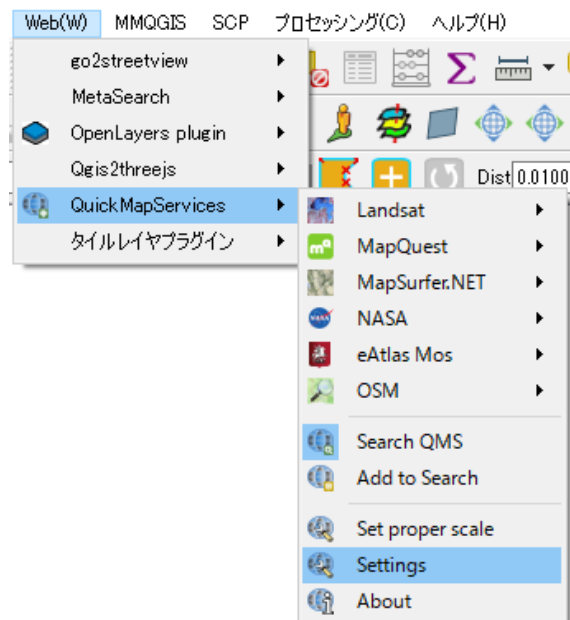 Web(W) MMQGIS SCP プロセッシング(C) ヘルプ(H)
go2streetview
MetaSearch
OpenLayers plugin
Qgis2threejs
Dist 0.0100
QuickMapServices
タイルレイヤプラグイン
Landsat
MapQuest
MapSurfer.NET
NASA
eAtlas Mos
OSM
Search QMS
Add to Search
Set proper scale
Settings
About